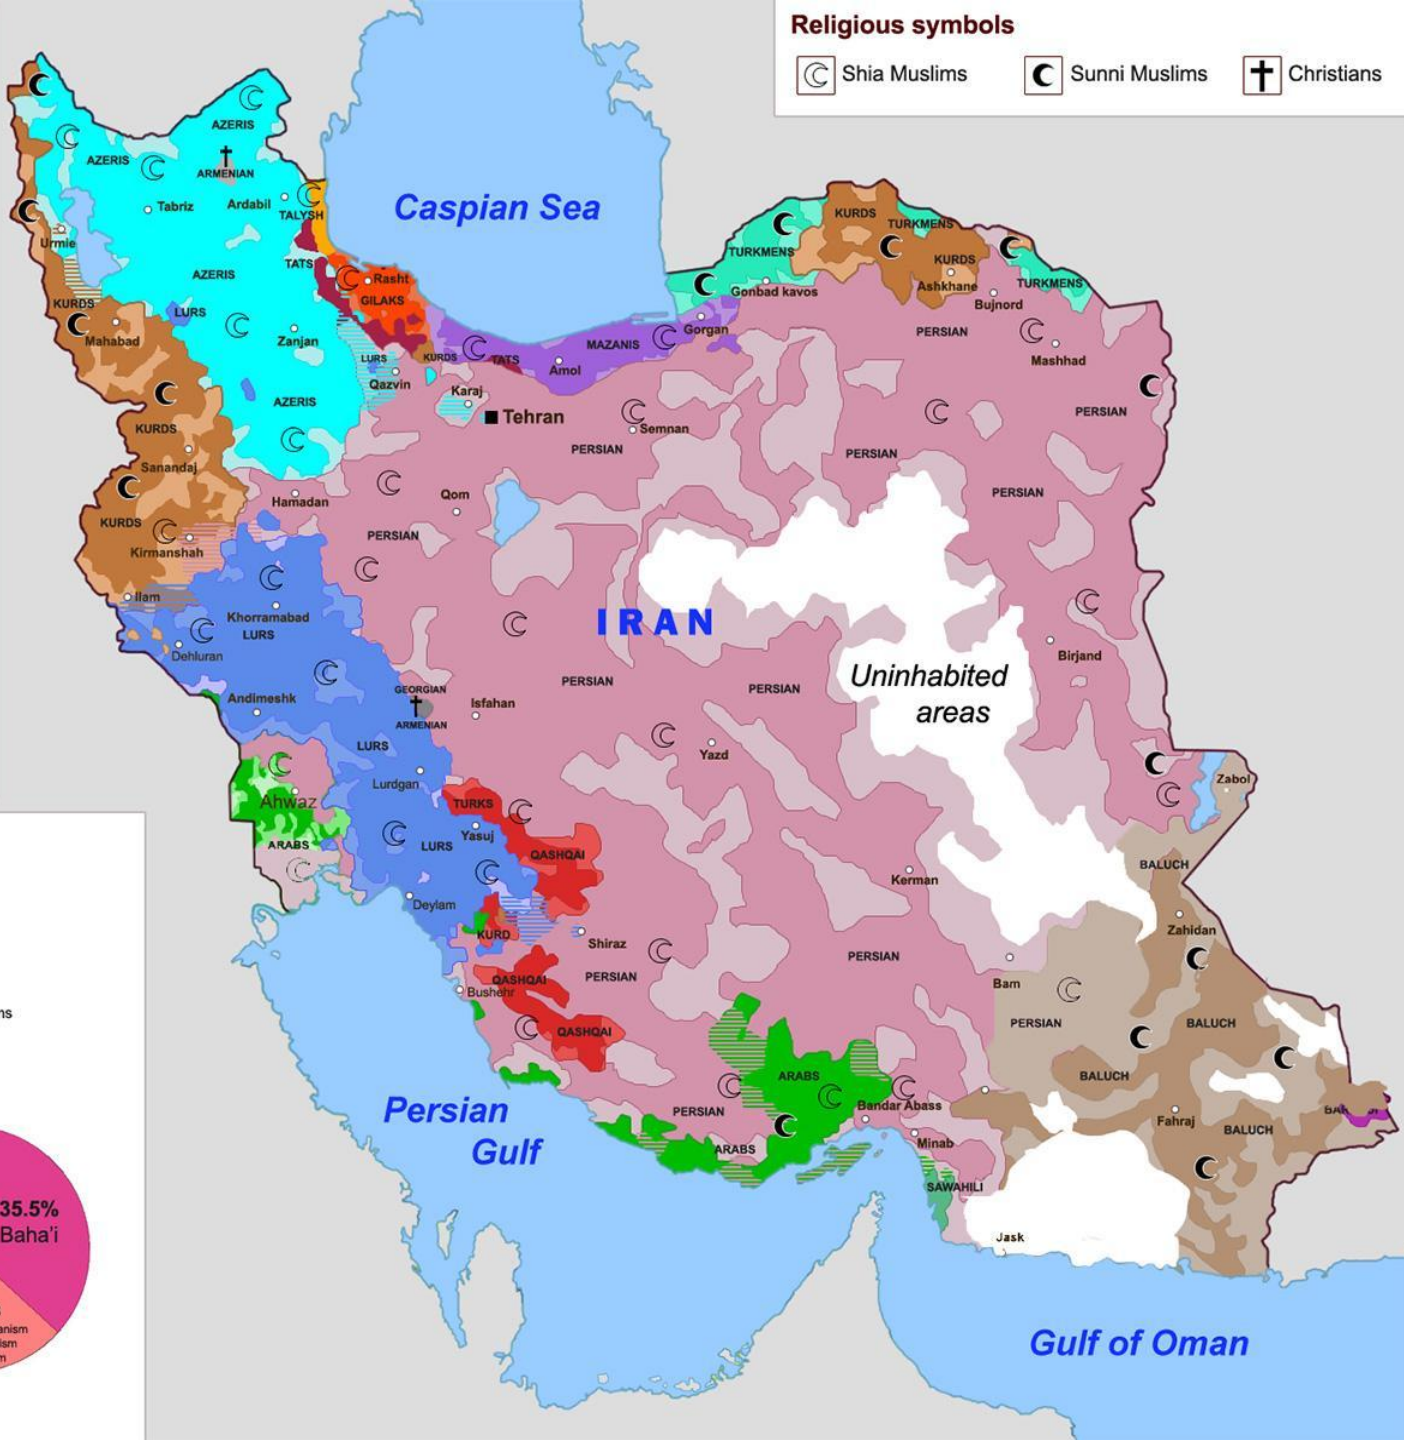 Religious symbols
Shia Muslims
Sunni Muslims
Christians
AZERIS
AZERIS
ARMENIAN
Tabriz
Ardabil
TALYSH
Urmie
TATS
AZERIS
Rasht
GILAKS
KURDS
LURS
Mahabad
Zanjan
LURS
Qazvin
KURDS
TATS
Amol
MAZANIS
Gorgan
Caspian Sea
TURKMENS
Gonbad kavos
KURDS
TURKMENS
KURDS
Ashkhane
Bujnord
TURKMENS
PERSIAN
Mashhad
PERSIAN
Karaj
Tehran
AZERIS
KURDS
Sanandaj
Semnan
PERSIAN
PERSIAN
PERSIAN
Hamadan
Qom
KURDS
Kirmanshah
PERSIAN
Ilam
Khorramabad
LURS
Dehluran
IRAN
Uninhabited
areas
Birjand
Andimeshk
GEORGIAN
ARMENIAN
Isfahan
PERSIAN
PERSIAN
LURS
Lurdgan
Yazd
Zabol
Ahwaz
ARABS
TURKS
Yasuj
LURS
QASHQAI
BALUCH
Kerman
Deylam
KURD
Shiraz
Zahidan
QASHQAI
Bushehr
PERSIAN
PERSIAN
Bam
PERSIAN
BALUCH
QASHQAI
ARABS
BALUCH
Bandar Abass
PERSIAN
Fahraj
BALUCH
ARABS
Minab
SAWAHILI
Jask
Persian
Gulf
Gulf of Oman
ns
35.5%
Baha'i
anism
ism
m